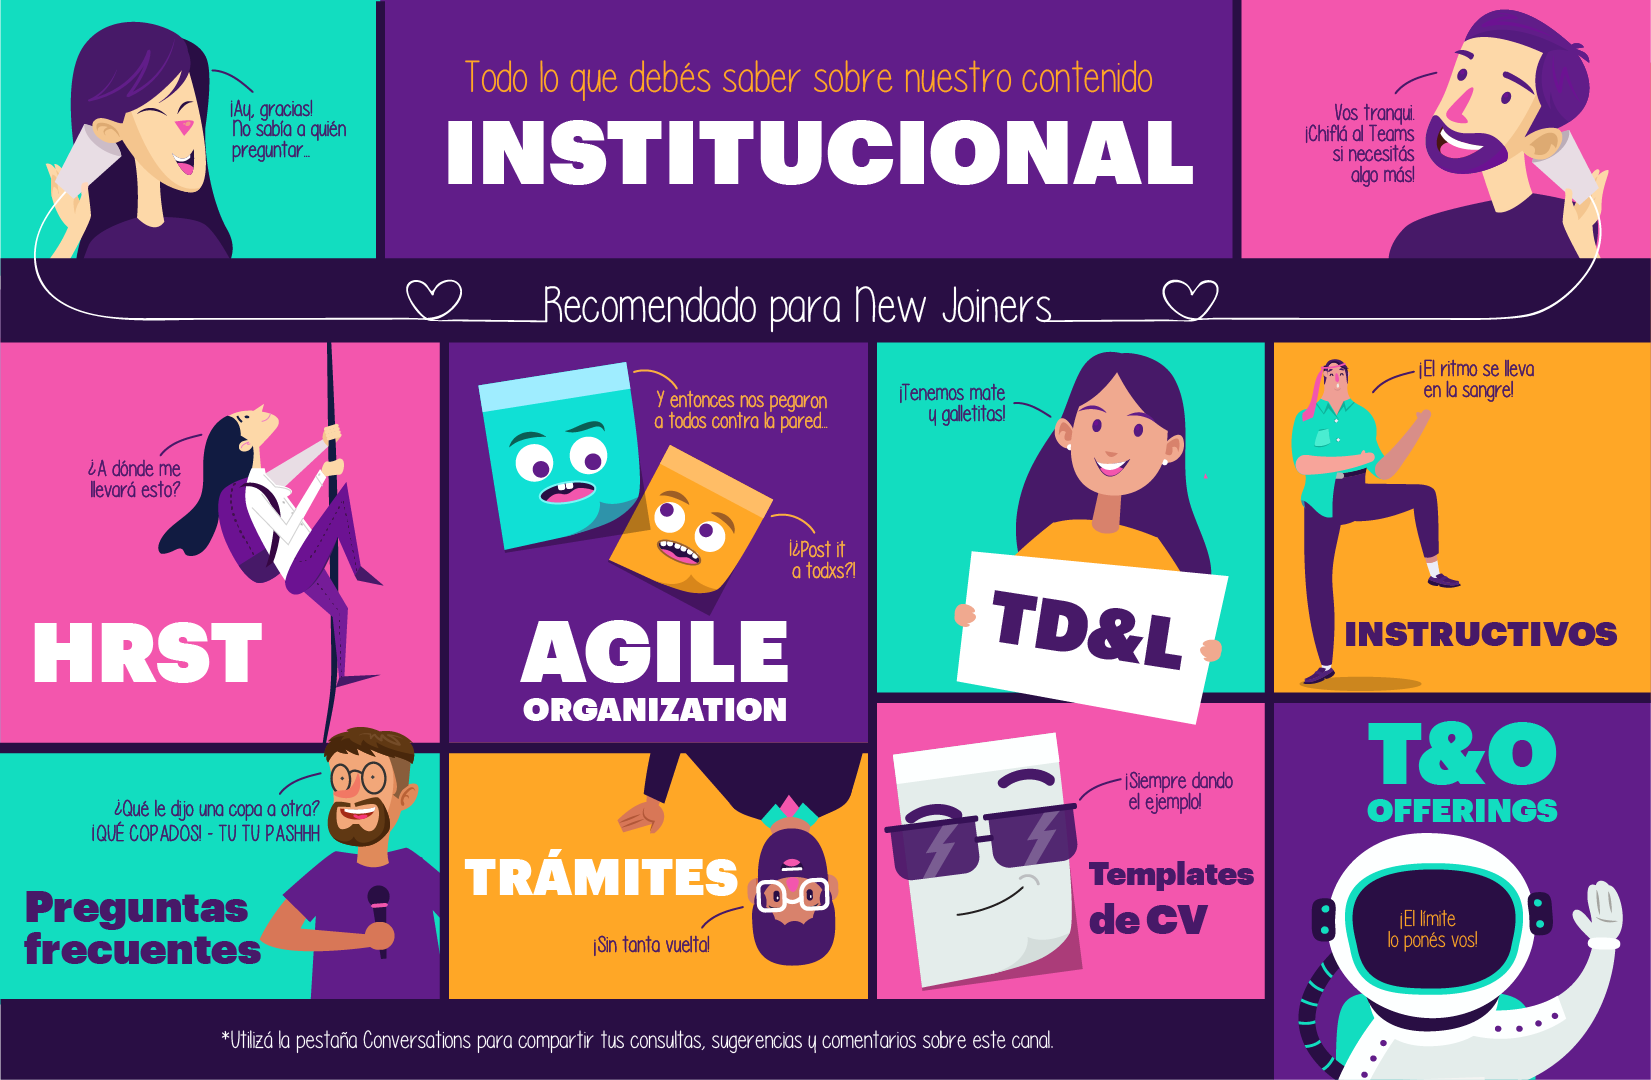 ¡Ay, gracias!
No sabía a quién
preguntar...
Todo lo que debés saber sobre nuestro contenido
INSTITUCIONAL
Vos tranqui.
¡Chiflá al Teams
si necesitás
algo más!
Recomendado para New Joiners
¿A dónde me
llevará esto?
HRST
Y entonces nos pegaron
a todos contra la pared...
¡¿Post it
a todxs?!
AGILE
ORGANIZATION
¡Tenemos mate
y galletitas!
TD&L
¡El ritmo se lleva
en la sangre!
INSTRUCTIVOS
¿Qué le dijo una copa a otra?
¡QUÉ COPADOS! - TU TU PASHHH
Preguntas
frecuentes
TRÁMITES
¡Sin tanta vuelta!
¡Siempre dando
el ejemplo!
Templates
de CV
T&O
OFFERINGS
¡El límite
lo ponés vos!
*Utilizá la pestaña Conversations para compartir tus consultas, sugerencias y comentarios sobre este canal.